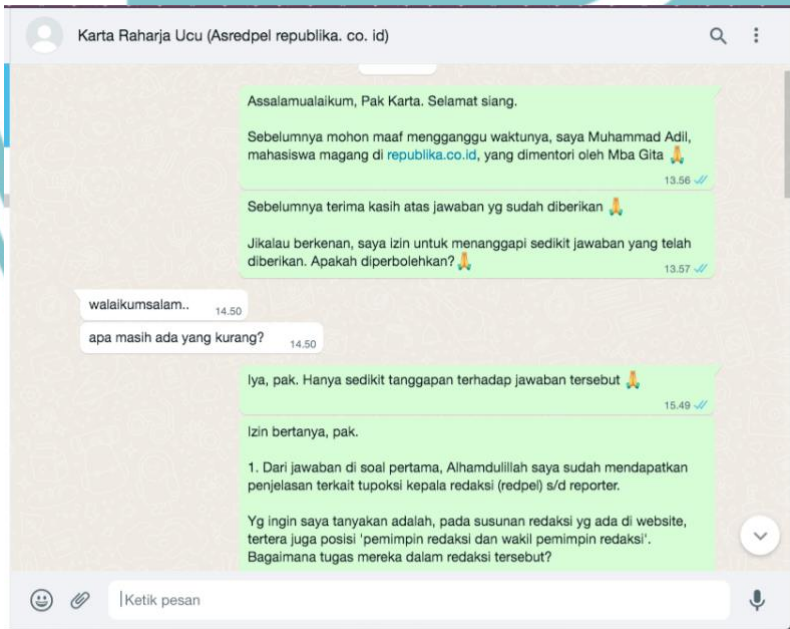 Karta Raharja Ucu (Asredpel republika. co. id)
Assalamualaikum, Pak Karta. Selamat siang.
Sebelumnya mohon maaf mengganggu waktunya, saya Muhammad Adil,
mahasiswa magang di republika.co.id, yang dimentori oleh Mba Gita 🙏
13.56
Sebelumnya terima kasih atas jawaban yg sudah diberikan 🙏
Jikalau berkenan, saya izin untuk menanggapi sedikit jawaban yang telah
diberikan. Apakah diperbolehkan? 🙏
13.57
walaikumsalam..
14.50
apa masih ada yang kurang?
14.50
Iya, pak. Hanya sedikit tanggapan terhadap jawaban tersebut 🙏
15.49
Izin bertanya, pak.
1. Dari jawaban di soal pertama, Alhamdulillah saya sudah mendapatkan
penjelasan terkait tupoksi kepala redaksi (redpel) s/d reporter.
Yg ingin saya tanyakan adalah, pada susunan redaksi yg ada di website,
tertera juga posisi 'pemimpin redaksi dan wakil pemimpin redaksi'.
Bagaimana tugas mereka dalam redaksi tersebut?
Ketik pesan